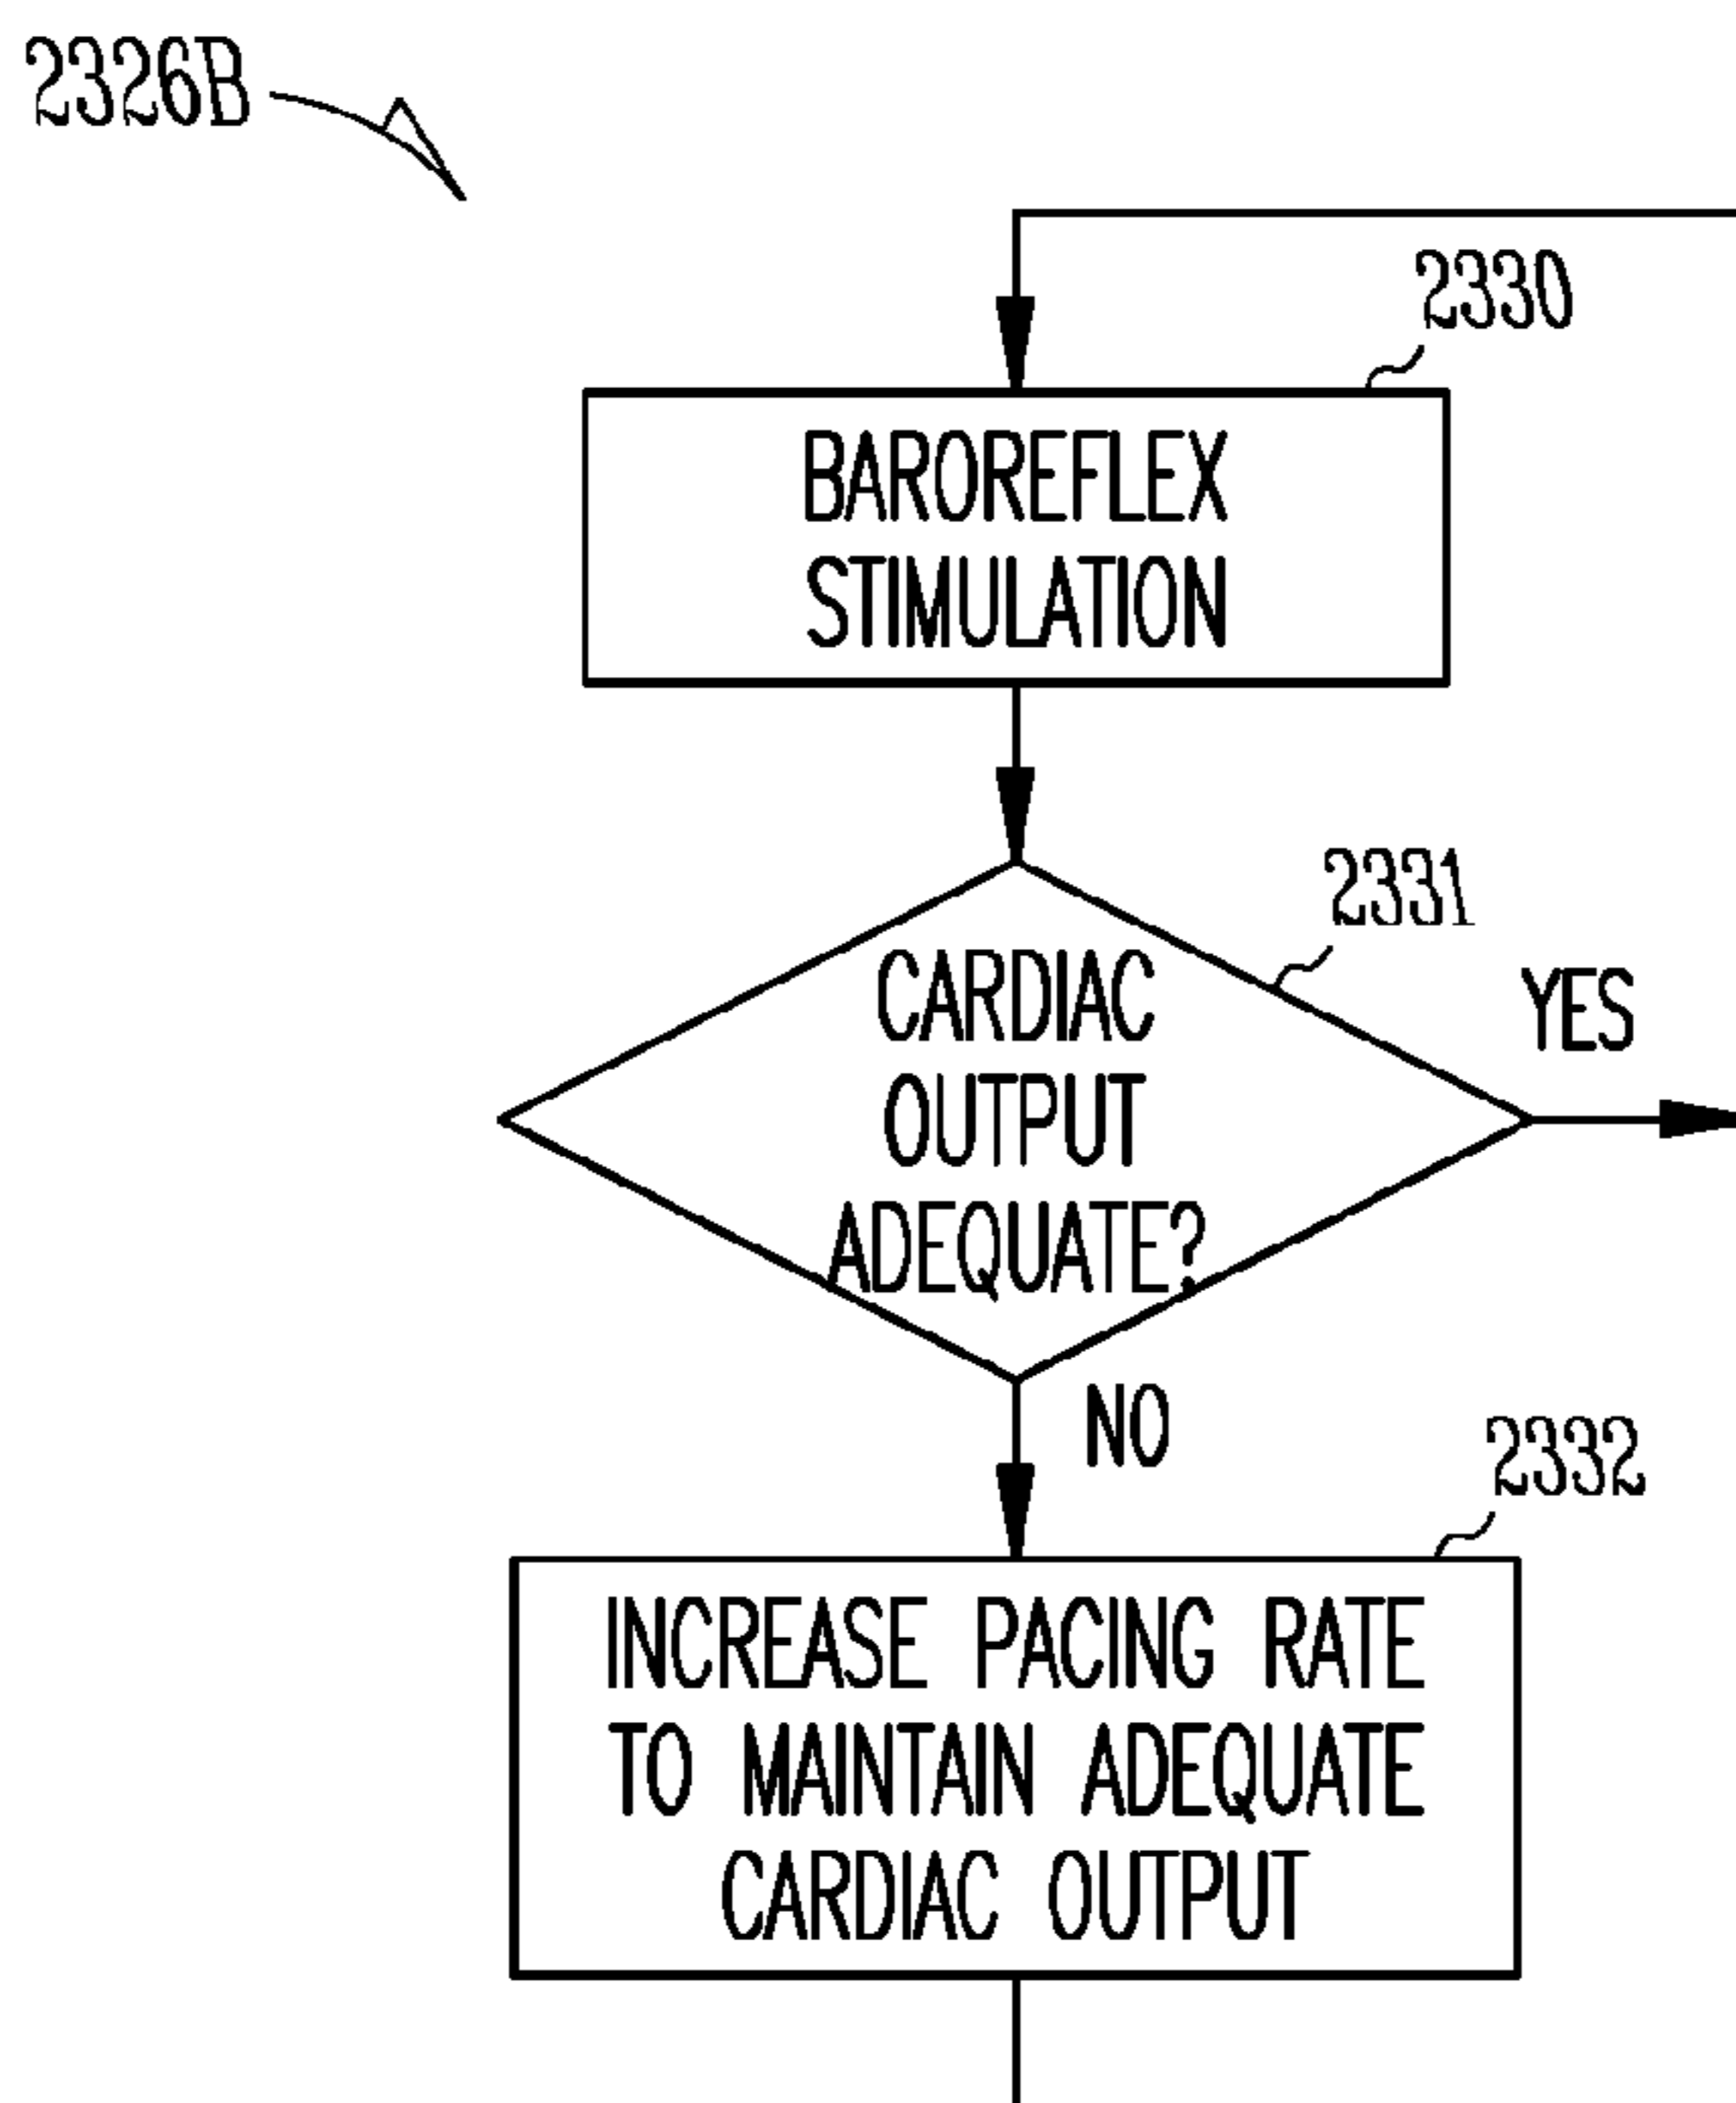 2326B
2330
BAROREFLEX
STIMULATION
2331
CARDIAC
OUTPUT
ADEQUATE?
YES
NO
2332
INCREASE PACING RATE
TO MAINTAIN ADEQUATE
CARDIAC OUTPUT